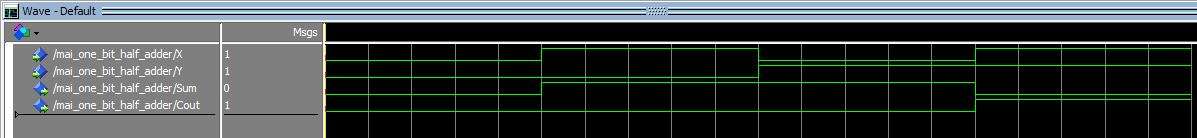 Wave - Default
Msgs
/mai_one_bit_half_adder/X 1
/mai_one_bit_half_adder/Y 1
/mai_one_bit_half_adder/Sum 0
/mai_one_bit_half_adder/Cout 1